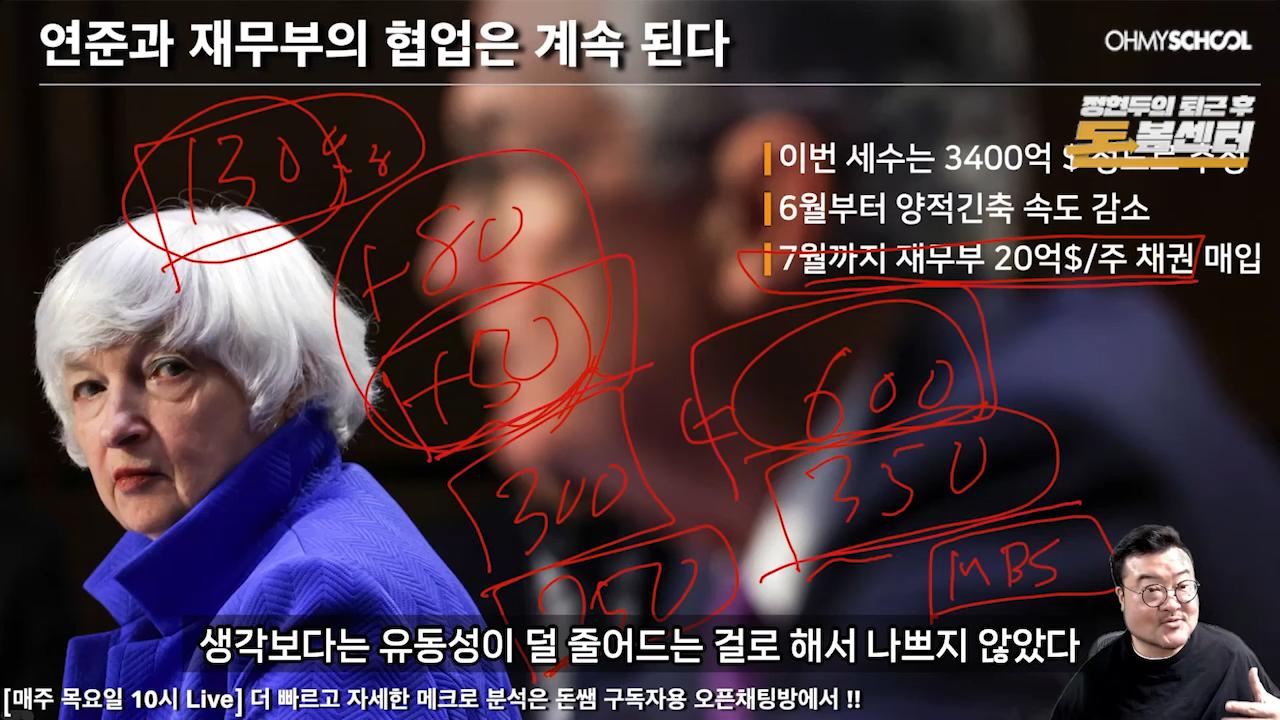 연준과 재무부의 협업은 계속 된다
OHMYSCHOOL
정현두의 퇴근 후
돈 복센터
이번 세수는 3400억 $
6월부터 양적긴축 속도 감소
7월까지 재무부 20억$/주 채권 매입
130
+80
+50
600
300
350
250
MBS
생각보다는 유동성이 덜 줄어드는 걸로 해서 나쁘지 않았다
[매주 목요일 10시 Live] 더 빠르고 자세한 메크로 분석은 돈쌤 구독자용 오픈채팅방에서 !!